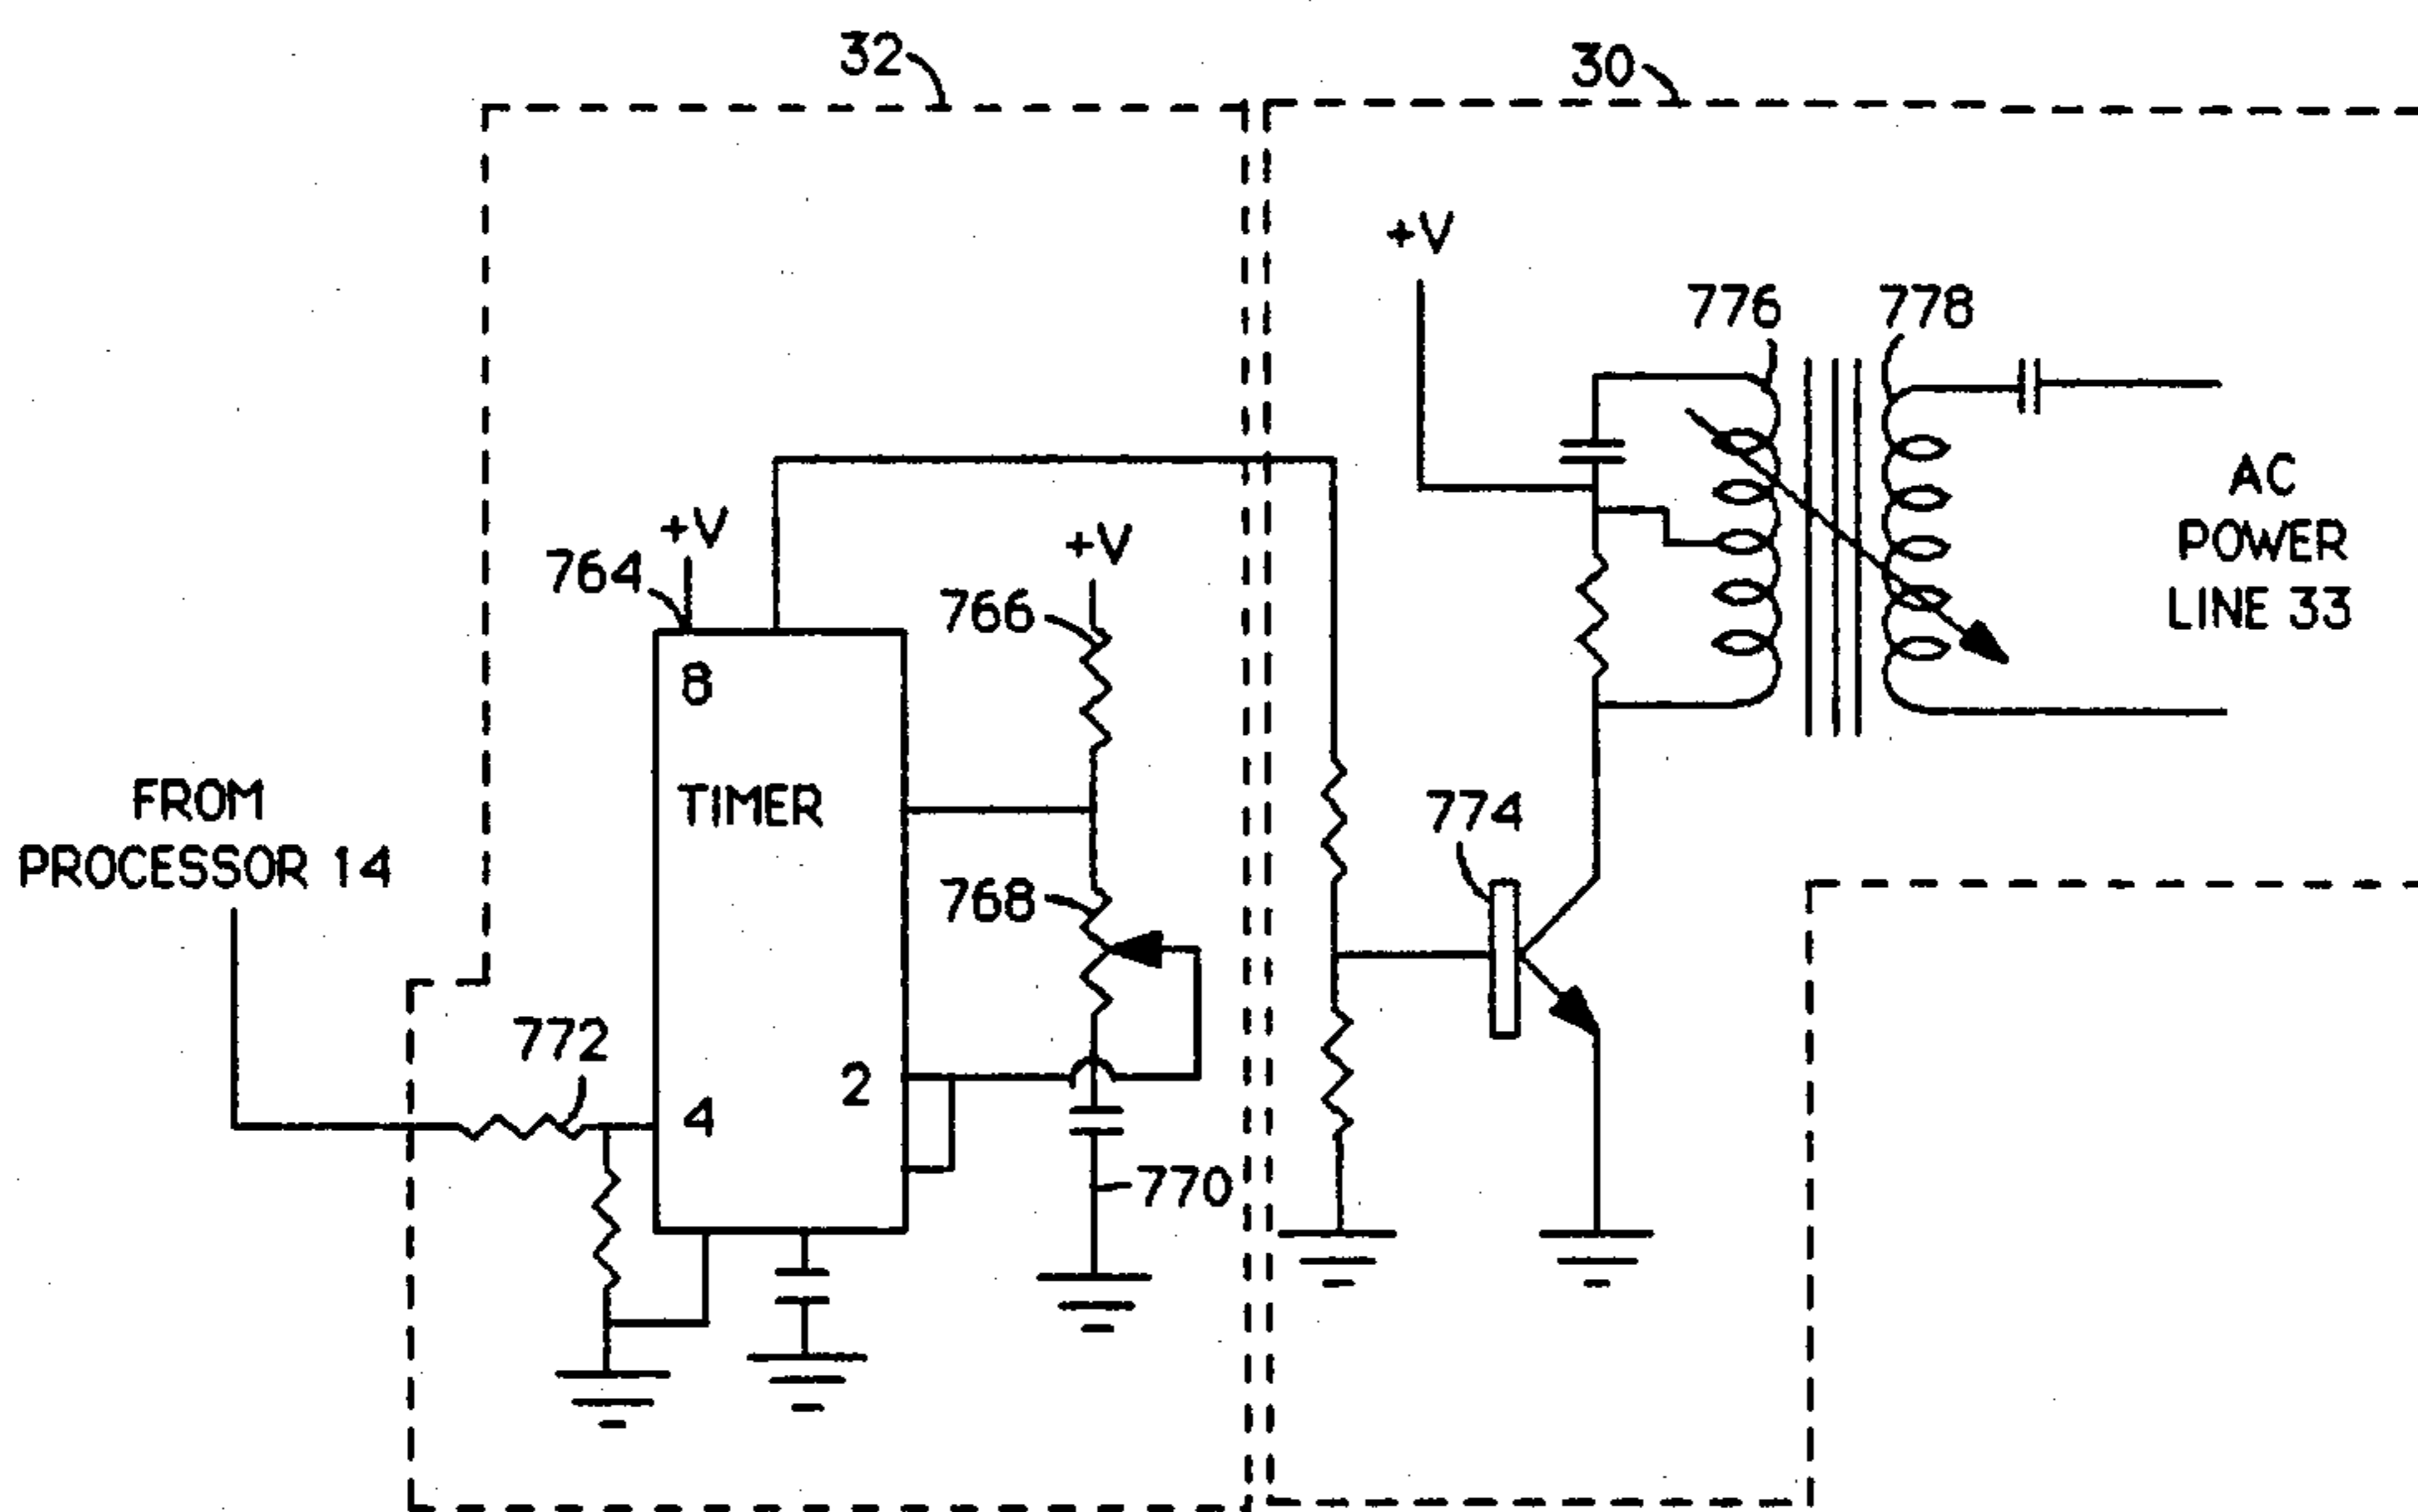 32
30
+V
776
778
AC
POWER
LINE 33
+V
764
+V
766
8
TIMER
774
FROM
PROCESSOR 14
768
772
2
4
770